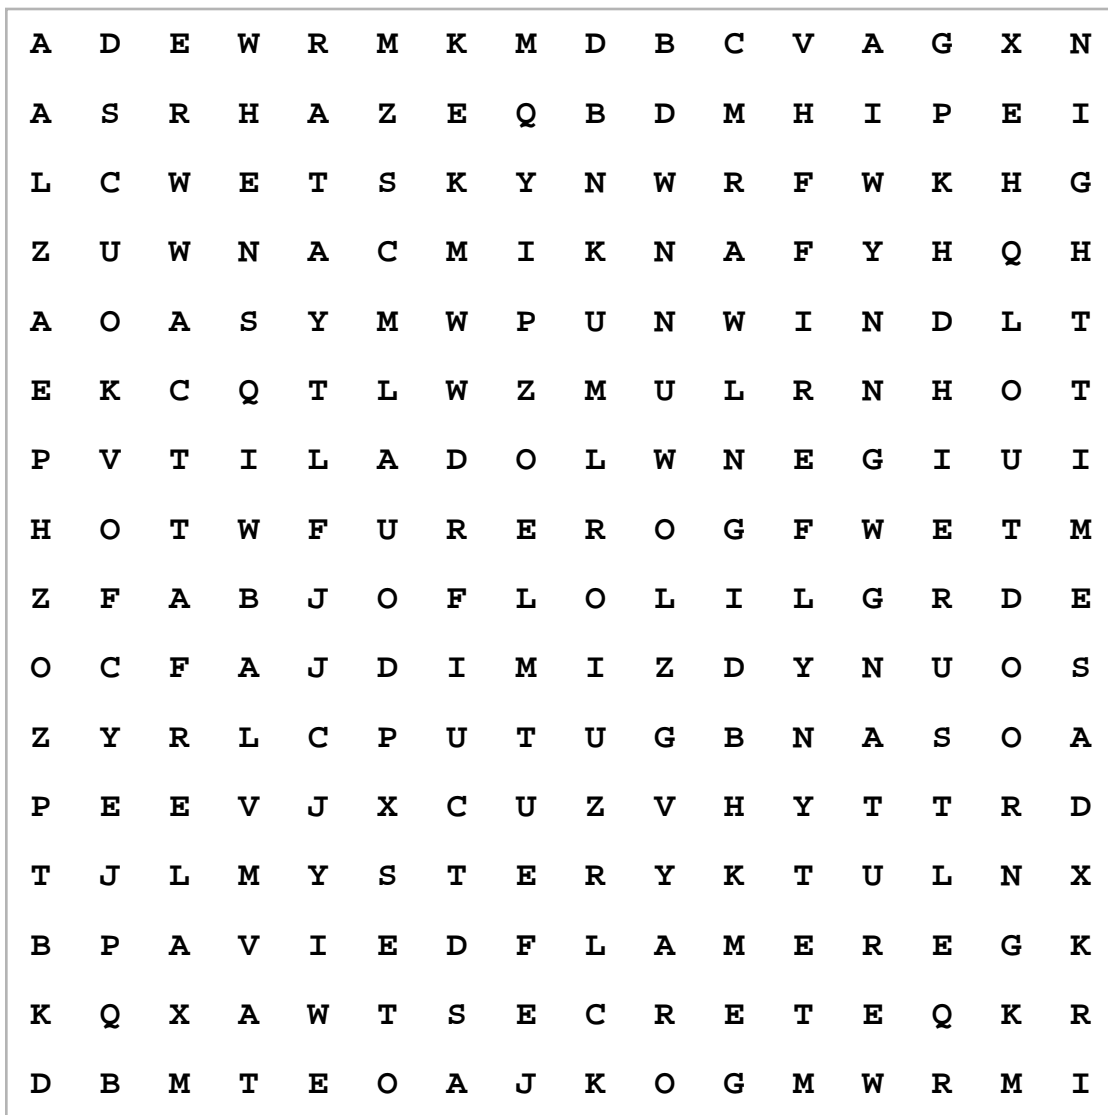 A D E W R M K M D B C V A G X N
A S R H A Z E Q B D M H I P E I
L C W E T S K Y N W R F W K H G
Z U W N A C M I K N A F Y H Q H
A O A S Y M W P U N W I N D L T
E K C Q T L W Z M U L R N H O T
P V T I L A D O L W N E G I U I
H O T W F U R E R O G F W E T M
Z F A B J O F L O L I L G R D E
O C F A J D I M I Z D Y N U O S
Z Y R L C P U T U G B N A S O A
P E E V J X C U Z V H Y T T R D
T J L M Y S T E R Y K T U L N X
B P A V I E D F L A M E R E G K
K Q X A W T S E C R E T E Q K R
D B M T E O A J K O G M W R M I